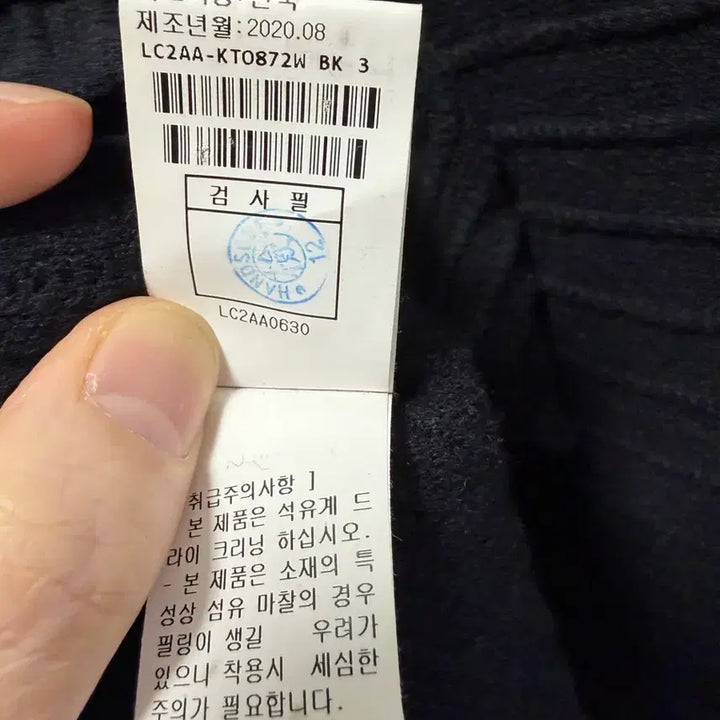 제조년월:2020.08
LC2AA-KT0872W BK 3
검 사 필
HAND
12
LC2AA0630
취급주의사항 ]
본 제품은 석유계 드
라이 크리닝 하십시오.
- 본 제품은 소재의 특
성상 섬유 마찰의 경우
필링이 생길 우려가
있으니 착용시 세심한
주의가 필요합니다.